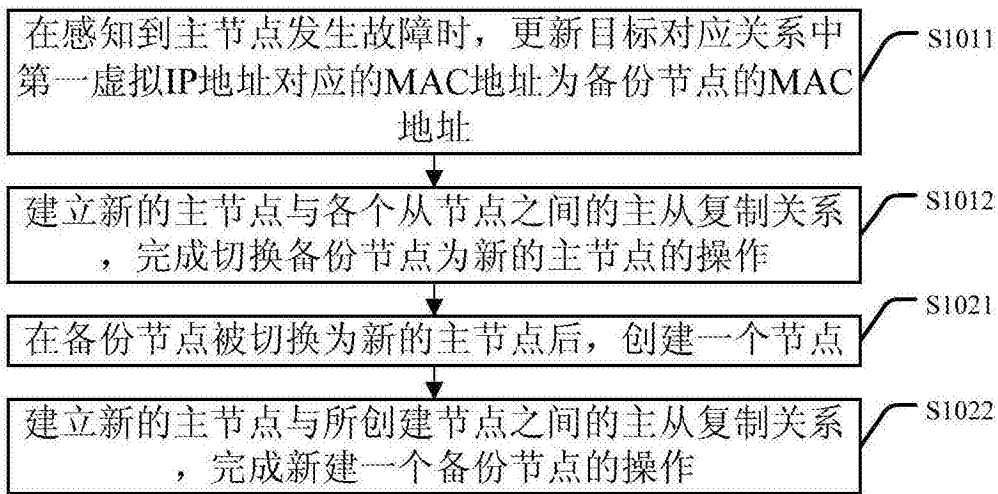 在感知到主节点发生故障时，更新目标对应关系中
第一虚拟IP地址对应的MAC地址为备份节点的MAC
地址
S1011
建立新的主节点与各个从节点之间的主从复制关系
，完成切换备份节点为新的主节点的操作
S1012
在备份节点被切换为新的主节点后，创建一个节点
S1021
建立新的主节点与所创建节点之间的主从复制关系
，完成新建一个备份节点的操作
S1022